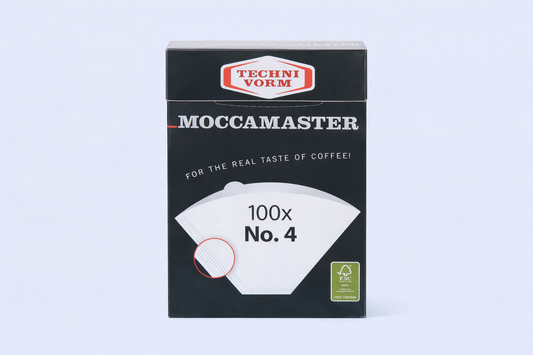 TECHNI
VORM
MOCCAMASTER
FOR THE REAL TASTE OF COFFEE!
100x
No. 4
FSC